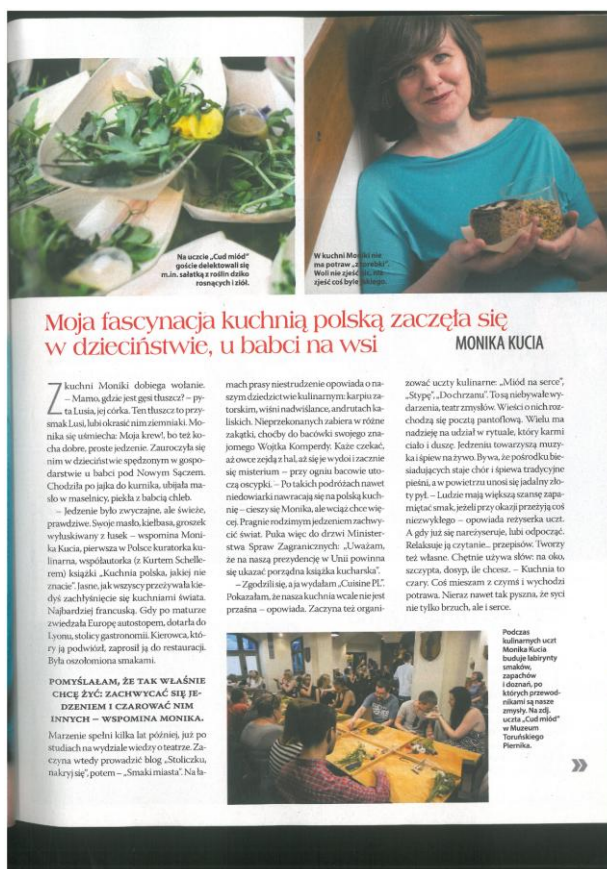 Na uczcie „Cud miód”
goście delektowali się
m.in. sałatką z roślin dziko
rosnących i ziół.
W kuchni Moniki nie
ma potraw
Woli nie zjeść nic, niż
zjeść coś byle jakiego.
Moja fascynacja kuchnią polską zaczęła się
w dzieciństwie, u babci na wsi
MONIKA KUCIA
Z kuchni Moniki dobiega wołanie.
– Mamo, gdzie jest gęsi tłuszcz? – py-
ta Lusia, jej córka. Ten tłuszcz to przy-
smak Lusi, lubi okrasić nim ziemniaki. Mo-
nika się uśmiecha: Moja krew!, bo też ko-
cha dobre, proste jedzenie. Zauroczyła się
nim w dzieciństwie spędzonym w gospo-
darstwie u babci pod Nowym Sączem.
Chodziła po jajka do kurnika, ubijała ma-
sło w maselnicy, piekła z babcią chleb.
– Jedzenie było zwyczajne, ale świeże,
prawdziwe. Swoje masło, kiełbasa, groszek
wyłuskiwany z łusek – wspomina Moni-
ka Kucia, pierwsza w Polsce kuratorka ku-
linarna, współautorka (z Kurtem Schelle-
rem) książki „Kuchnia polska, jakiej nie
znacie”. Jasne, jak wszyscy przeżywała kie-
dyś zachłyśnięcie się kuchniami świata.
Najbardziej francuską. Gdy po maturze
zwiedzała Europę autostopem, dotarła do
Lyonu, stolicy gastronomii. Kierowca, któ-
ry ją podwiózł, zaprosił ją do restauracji.
Była oszołomiona smakami.
POMYŚLAŁAM, ŻE TAK WŁAŚNIE
CHCĘ ŻYĆ: ZACHWYCAĆ SIĘ JE-
DZENIEM I CZAROWAĆ NIM
INNYCH – WSPOMINA MONIKA.
Marzenie spełni kilka lat później, już po
studiach na wydziale wiedzy o teatrze. Za-
czyna wtedy prowadzić blog „Stoliczku,
nakryj się”, potem – „Smaki miasta”. Na ła-
mach prasy niestrudzenie opowiada o na-
szym dziedzictwie kulinarnym: karpiu za-
torskim, wiśni nadwiślance, andrutach ka-
liskich. Nieprzekonanych zabiera w różne
zakątki, choćby do bacówki swojego zna-
jomego Wojtka Komperdy. Każe czekać,
aż owce zejdą z hal, aż się je wydoi i zacznie
się misterium – przy ogniu bacowie uto-
czą oscypki. – Po takich podróżach nawet
niedowiarki nawracają się na polską kuch-
nię – cieszy się Monika, ale wciąż chce wię-
cej. Pragnie rodzimym jedzeniem zachwy-
cić świat. Puka więc do drzwi Minister-
stwa Spraw Zagranicznych: „Uważam,
że na naszą prezydencję w Unii powinna
się ukazać porządna książka kucharska”.
– Zgodzili się, a ja wydałam „Cuisine PL”.
Pokazałam, że nasza kuchnia wcale nie jest
przaśna – opowiada. Zaczyna też organi-
zować uczty kulinarne: „Miód na serce”,
„Stypę”, „Do chrzanu”. To są niebywałe wy-
darzenia, teatr zmysłów. Wieści o nich roz-
chodzą się pocztą pantoflową. Wielu ma
nadzieję na udział w rytuale, który karmi
ciało i duszę. Jedzeniu towarzyszą muzy-
ka i śpiew na żywo. Bywa, że pośrodku bie-
siadujących staje chór i śpiewa tradycyjne
pieśni, a w powietrzu unosi się jadalny zło-
ty pył. – Ludzie mają większą szansę zapa-
miętać smak, jeżeli przy okazji przeżyją coś
niezwykłego – opowiada reżyserka uczt.
A gdy już się nareżyseruje, lubi odpocząć.
Relaksuje ją czytanie... przepisów. Tworzy
też własne. Chętnie używa słów: na oko,
szczypta, dosyp, ile chcesz. – Kuchnia to
czary. Coś mieszam z czymś i wychodzi
potrawa. Nieraz nawet tak pyszna, że syci
nie tylko brzuch, ale i serce.
Podczas
kulinarnych uczt
Monika Kucia
buduje labirynty
smaków,
zapachów
i doznań, po
których przewod-
nikami są nasze
zmysły. Na zdj.
uczta „Cud miód”
w Muzeum
Toruńskiego
Piernika.
»